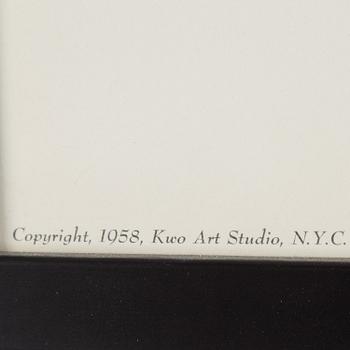 Copyright, 1958, Kwo Art Studio, N.Y.C.